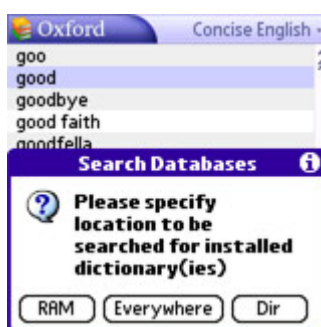 Oxford Concise English
goo
good
goodbye
good faith
goodfella
Search Databases
Please specify
location to be
searched for installed
dictionary(ies)
RAM Everywhere Dir